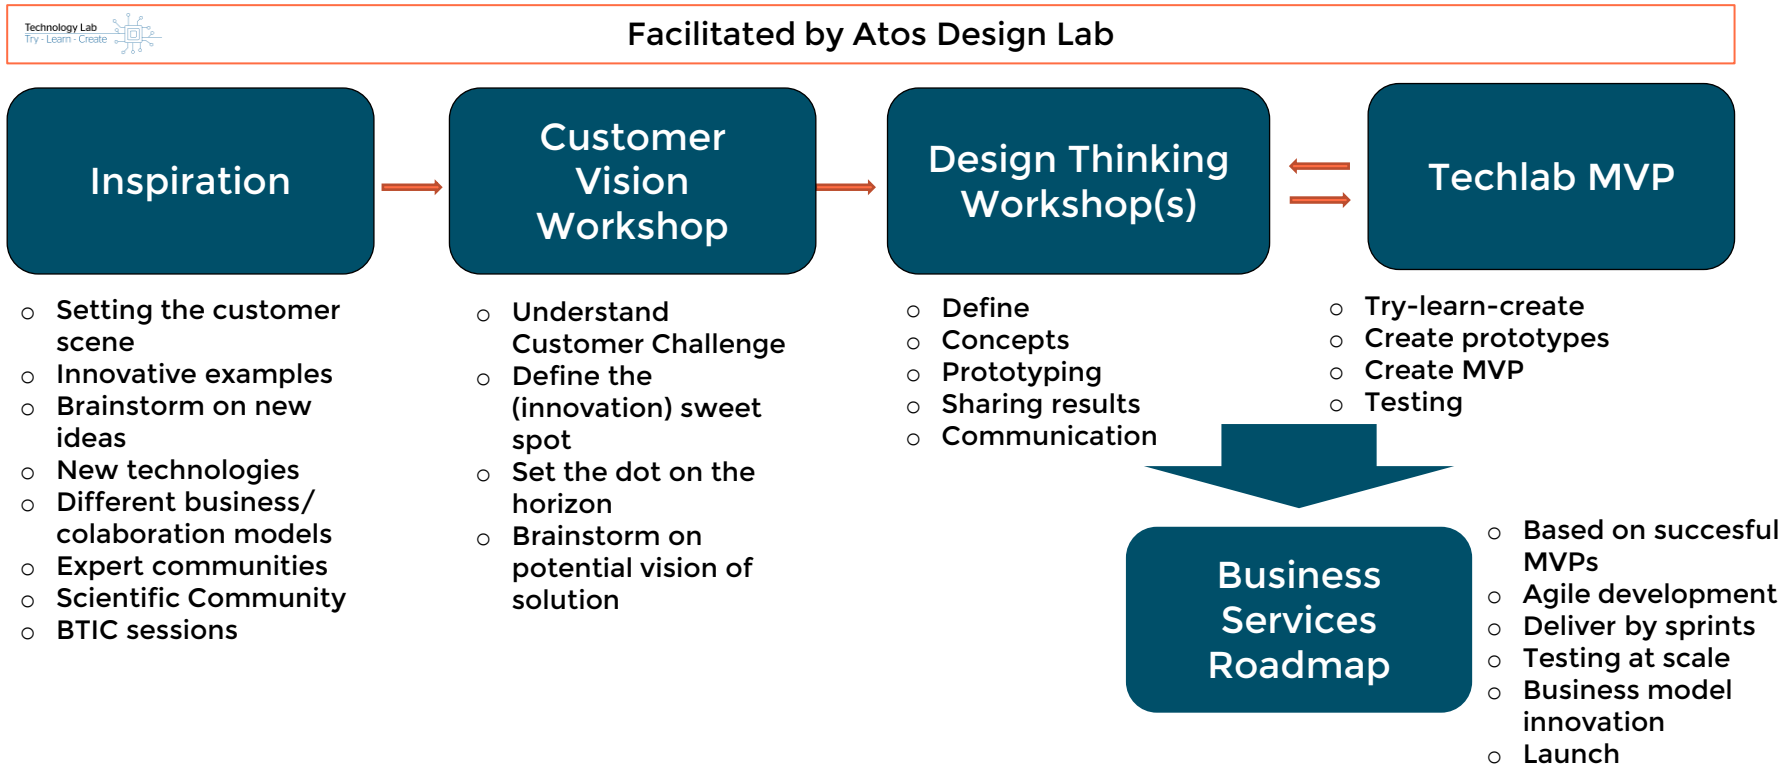 Technology Lab
Try - Learn - Create
Facilitated by Atos Design Lab
Inspiration
Customer
Vision
Workshop
Design Thinking
Workshop(s)
Techlab MVP
o Setting the customer
scene
o Innovative examples
o Brainstorm on new
ideas
o New technologies
o Different business/
colaboration models
o Expert communities
o Scientific Community
o BTIC sessions
o Understand
Customer Challenge
o Define the
(innovation) sweet
spot
o Set the dot on the
horizon
o Brainstorm on
potential vision of
solution
o Define
o Concepts
o Prototyping
o Sharing results
o Communication
o Try-learn-create
o Create prototypes
o Create MVP
o Testing
Business
Services
Roadmap
o Based on succesful
MVPs
o Agile development
o Deliver by sprints
o Testing at scale
o Business model
innovation
o Launch